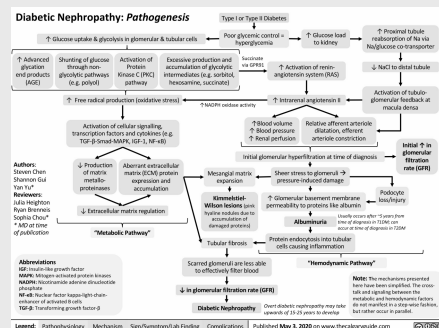 Diabetic Nephropathy: Pathogenesis
Type I or Type II Diabetes
Poor glycemic control =
hyperglycemia
↑ Glucose uptake & glycolysis in glomerular & tubular cells
↑ Glucose load
to kidney
↑ Proximal tubule
reabsorption of Na via
Na/glucose co-transporter
↑ Advanced
glycation
end products
(AGE)
Shunting of glucose
through non-
glycolytic pathways
(e.g. polyol)
Activation of
Protein
Kinase C (PKC)
pathway
Excessive production and
accumulation of glycolytic
intermediates (e.g. sorbitol,
hexosamine, succinate)
Succinate
via GPR91
↑ Activation of renin-
angiotensin system (RAS)
↓ NaCl to distal tubule
Activation of tubulo-
glomerular feedback at
macula densa
↑ Free radical production (oxidative stress)
↑NADPH oxidase activity
↑ Intrarenal angiotensin II
Activation of cellular signalling,
transcription factors and cytokines (e.g.
TGF-β-Smad-MAPK, IGF-1, NF-κB)
↑Blood volume
↑ Blood pressure
↑ Renal perfusion
Relative afferent arteriole
dilatation, efferent
arteriole constriction
Initial ↑ in
glomerular
filtration
rate (GFR)
Initial glomerular hyperfiltration at time of diagnosis
Authors:
Steven Chen
Shannon Gui
Yan Yu*
Reviewers:
Julia Heighton
Ryan Brenneis
Sophia Chou*
* MD at time
of publication
↓ Production
of matrix
metallo-
proteinases
Aberrant extracellular
matrix (ECM) protein
expression and
accumulation
↓ Extracellular matrix regulation
"Metabolic Pathway"
Mesangial matrix
expansion
Sheer stress to glomeruli →
pressure-induced damage
Kimmelstiel-
Wilson lesions (pink
hyline nodules due to
accumulation of
damaged proteins)
↑ Glomerular basement membrane
permeability to proteins like albumin
Podocyte
loss/injury
Albuminuria
Usually occurs after ~5 years from
time of diagnosis in T1DM; can
occur at time of diagnosis in T2DM
Tubular fibrosis
Protein endocytosis into tubular
cells causing inflammation
"Hemodynamic Pathway"
Scarred glomeruli are less able
to effectively filter blood
↓ in glomerular filtration rate (GFR)
Diabetic Nephropathy
Overt diabetic nephropathy may take
upwards of 15-25 years to develop
Abbreviations
IGF: Insulin-like growth factor
MAPK: Mitogen activated protein kinases
NADPH: Nicotinamide adenine dinucleotide
phosphate
NF-κB: Nuclear factor kappa-light-chain-
enhancer of activated B cells
TGF-β: Transforming growth factor-β
Note: The mechanisms presented
here have been simplified. The cross-
talk and signaling between the
metabolic and hemodynamic factors
do not manifest in a step-wise fashion,
but rather occur in parallel.
Legend: Pathophysiology Mechanism Sign/Symptom/Lab Finding Complications
Published May 3, 2020 on www.thecalgaryguide.com